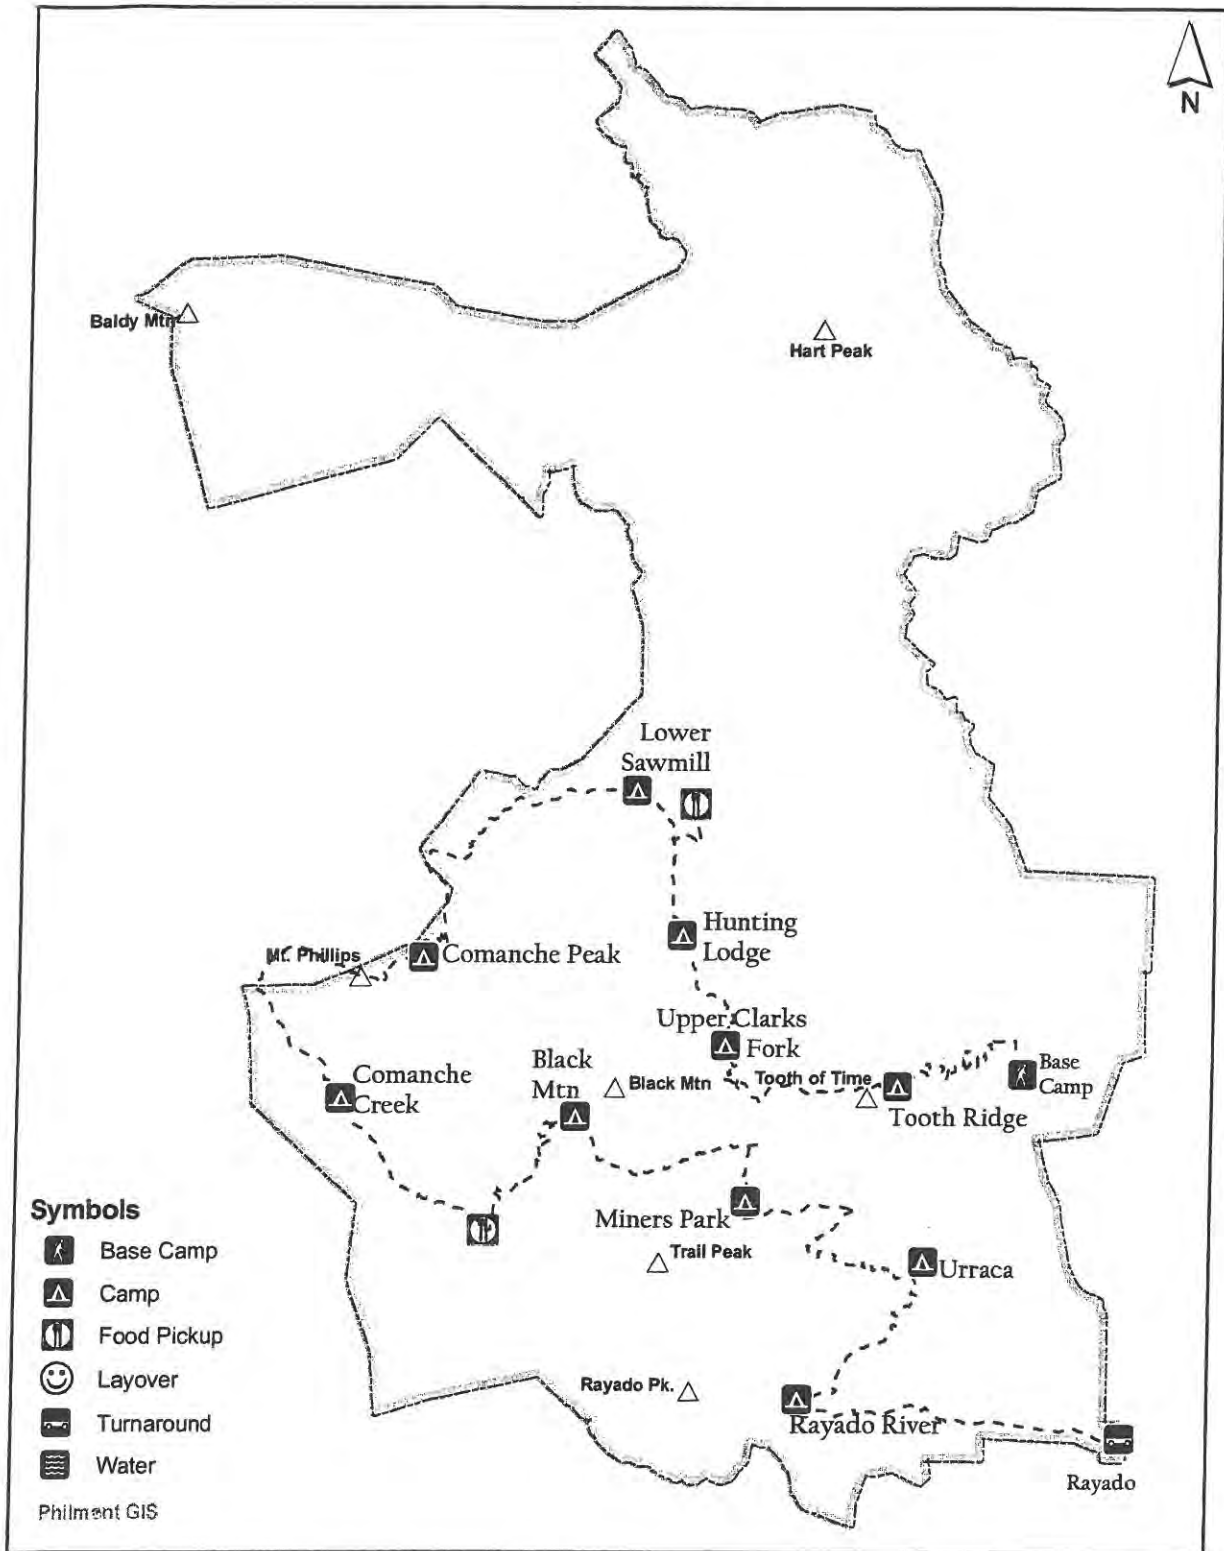 N
Baldy Mtn
Hart Peak
Lower
Sawmill
Hunting
Lodge
Mt. Phillips
Comanche Peak
Upper Clarks
Fork
Black
Mtn
Black Mtn
Tooth of Time
Base
Camp
Comanche
Creek
Tooth Ridge
Miners Park
Trail Peak
Urraca
Rayado Pk.
Rayado River
Rayado
Symbols
Base Camp
Camp
Food Pickup
Layover
Turnaround
Water
Philmont GIS